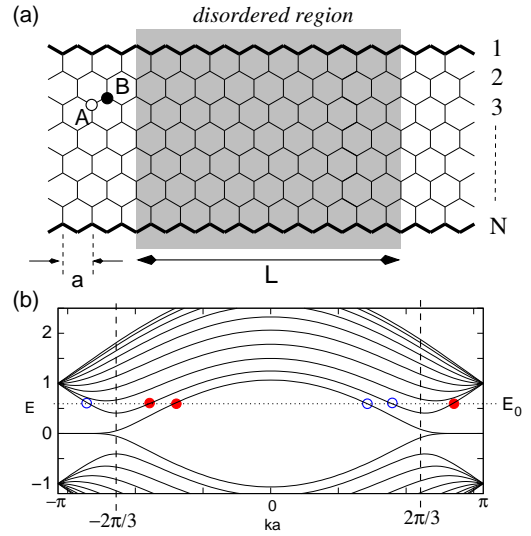 (a)
disordered region
1
2
3
N
A
B
a
L
(b)
2
1
0
−1
E
E0
−π
−2π/3
0
ka
2π/3
π